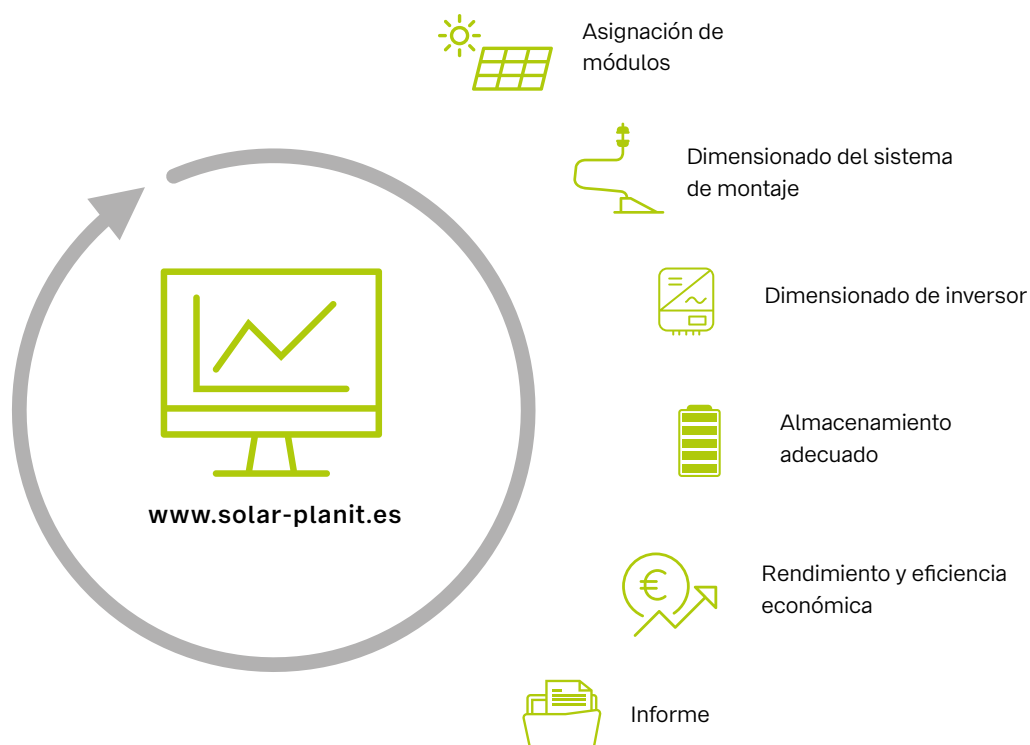 Asignación de
módulos
Dimensionado del sistema
de montaje
Dimensionado de inversor
Almacenamiento
adecuado
www.solar-planit.es
Rendimiento y eficiencia
económica
Informe